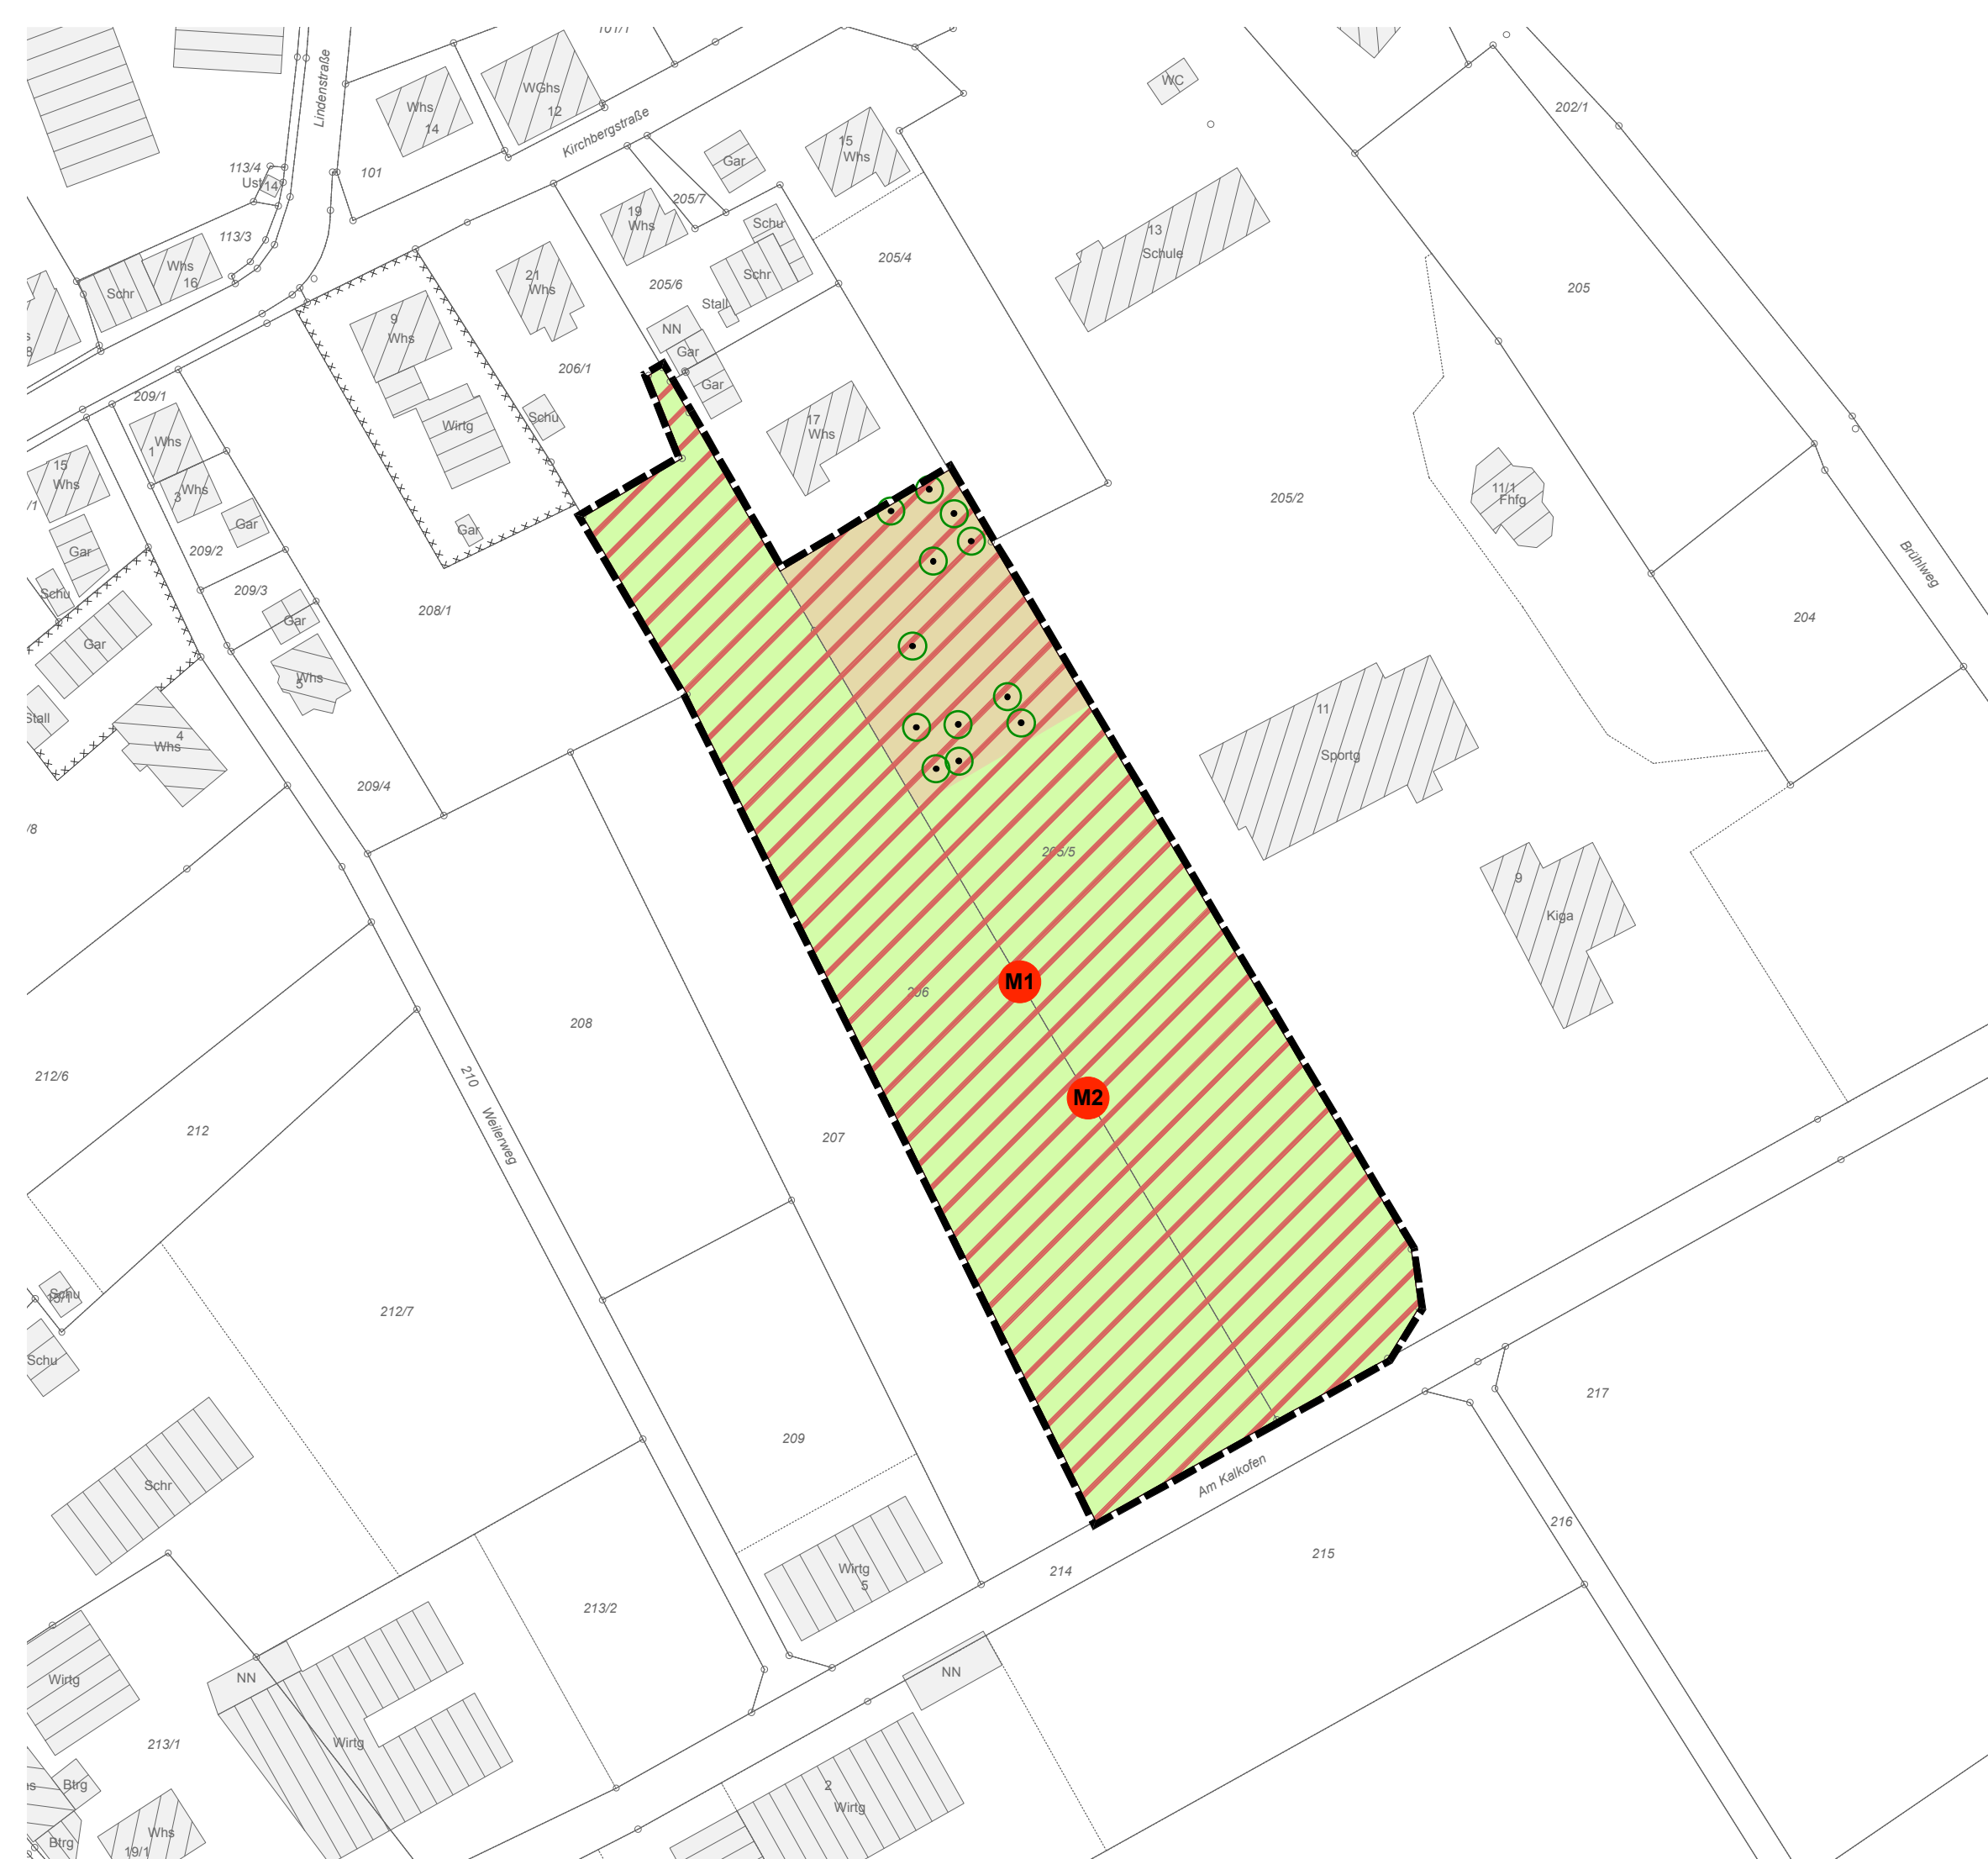 101/1
Lindenstraße
WGhs
12
Whs
14
Kirchbergstraße
WC
202/1
113/4
Ust
14
101
Gar
15
Whs
205/7
19
Whs
Schu
113/3
Whs
16
Schr
13
Schule
205/4
21
Whs
205/6
Schr
Stall
205
9
Whs
NN
Gar
206/1
Gar
209/1
Schu
Wirtg
17
Whs
Whs
1
15
Whs
3
Whs
Gar
11/1
Fhfg
205/2
/1
Gar
209/2
Gar
Schu
209/3
Gar
208/1
Brühlweg
204
Gar
Whs
5
Stall
4
Whs
11
Sportg
209/4
/8
205/5
9
Kiga
M1
206
208
212/6
210
M2
212
Weilerweg
207
Schu
212/7
Schu
217
209
Am Kalkofen
Schr
216
215
Wirtg
5
214
213/2
NN
NN
Wirtg
Wirtg
213/1
Btrg
2
Wirtg
Whs
19/1
Btrg